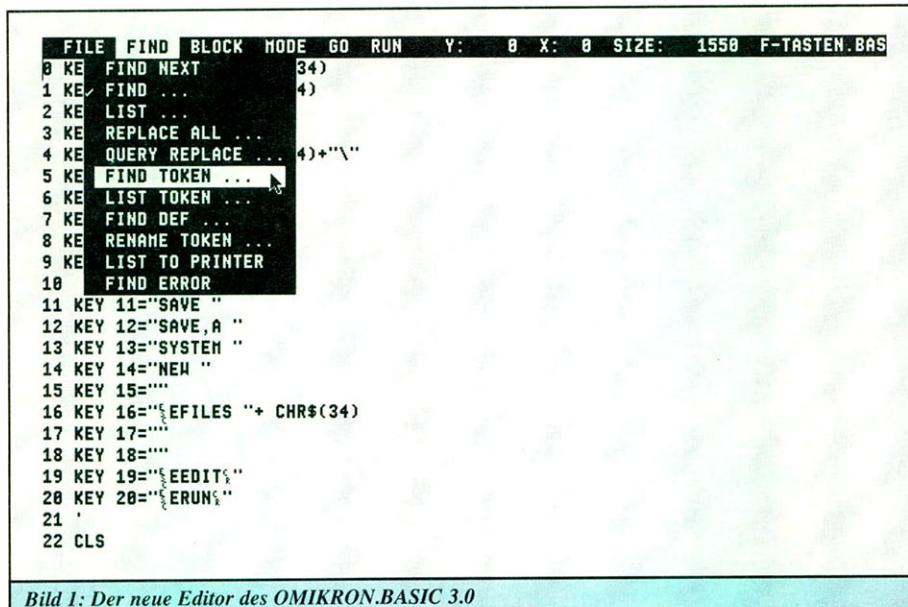 FILE FIND BLOCK MODE GO RUN Y: 0 X: 0 SIZE: 1550 F-TASTEN.BAS
0 KE FIND NEXT 34)
1 KE✓ FIND ... 4)
2 KE LIST ...
3 KE REPLACE ALL ...
4 KE QUERY REPLACE ... 4)+"\"
5 KE FIND TOKEN ...
6 KE LIST TOKEN ...
7 KE FIND DEF ...
8 KE RENAME TOKEN ...
9 KE LIST TO PRINTER
10 FIND ERROR
11 KEY 11="SAVE "
12 KEY 12="SAVE,A "
13 KEY 13="SYSTEM "
14 KEY 14="NEW "
15 KEY 15=""
16 KEY 16="␛EFILES "+ CHR$(34)
17 KEY 17=""
18 KEY 18=""
19 KEY 19="␛EEDIT␍"
20 KEY 20="␛ERUN␍"
21 '
22 CLS
Bild 1: Der neue Editor des OMIKRON.BASIC 3.0